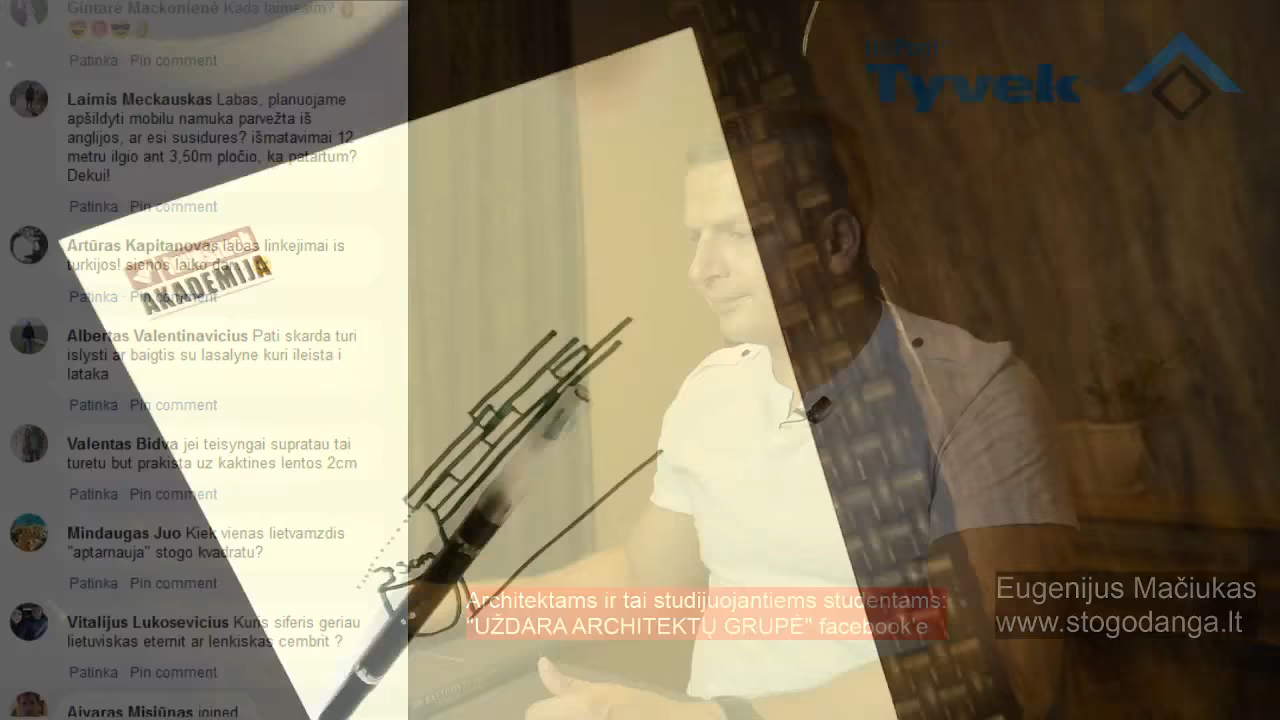 Gintarė Mackonienė Kada laimėsim?
Patinka · Pin comment
Laimis Meckauskas Labas, planuojame
apšildyti mobilu namuka parvežta iš
anglijos, ar esi susidures? išmatavimai 12
metru ilgio ant 3,50m pločio, ka patartum?
Dekui!
Patinka · Pin comment
Artūras Kapitanovas labas linkejimai is
turkijos! sienos laiko dar
Patinka · Pin comment
AKADEMIJA
Albertas Valentinavicius Pati skarda turi
islysti ar baigtis su lasalyne kuri ileista i
lataka
Patinka · Pin comment
Valentas Bidva jei teisyngai supratau tai
turetu but prakista uz kaktines lentos 2cm
Patinka · Pin comment
Mindaugas Juo Kiek vienas lietvamzdis
"aptarnauja" stogo kvadratu?
Patinka · Pin comment
Vitalijus Lukosevicius Kuris siferis geriau
lietuviskas eternit ar lenkiskas cembrit ?
Patinka · Pin comment
Aivaras Misiūnas joined
Tyvek
Architektams ir tai studijuojantiems studentams:
"UŽDARA ARCHITEKTŲ GRUPĖ" facebook'e
Eugenijus Mačiukas
www.stogodanga.lt